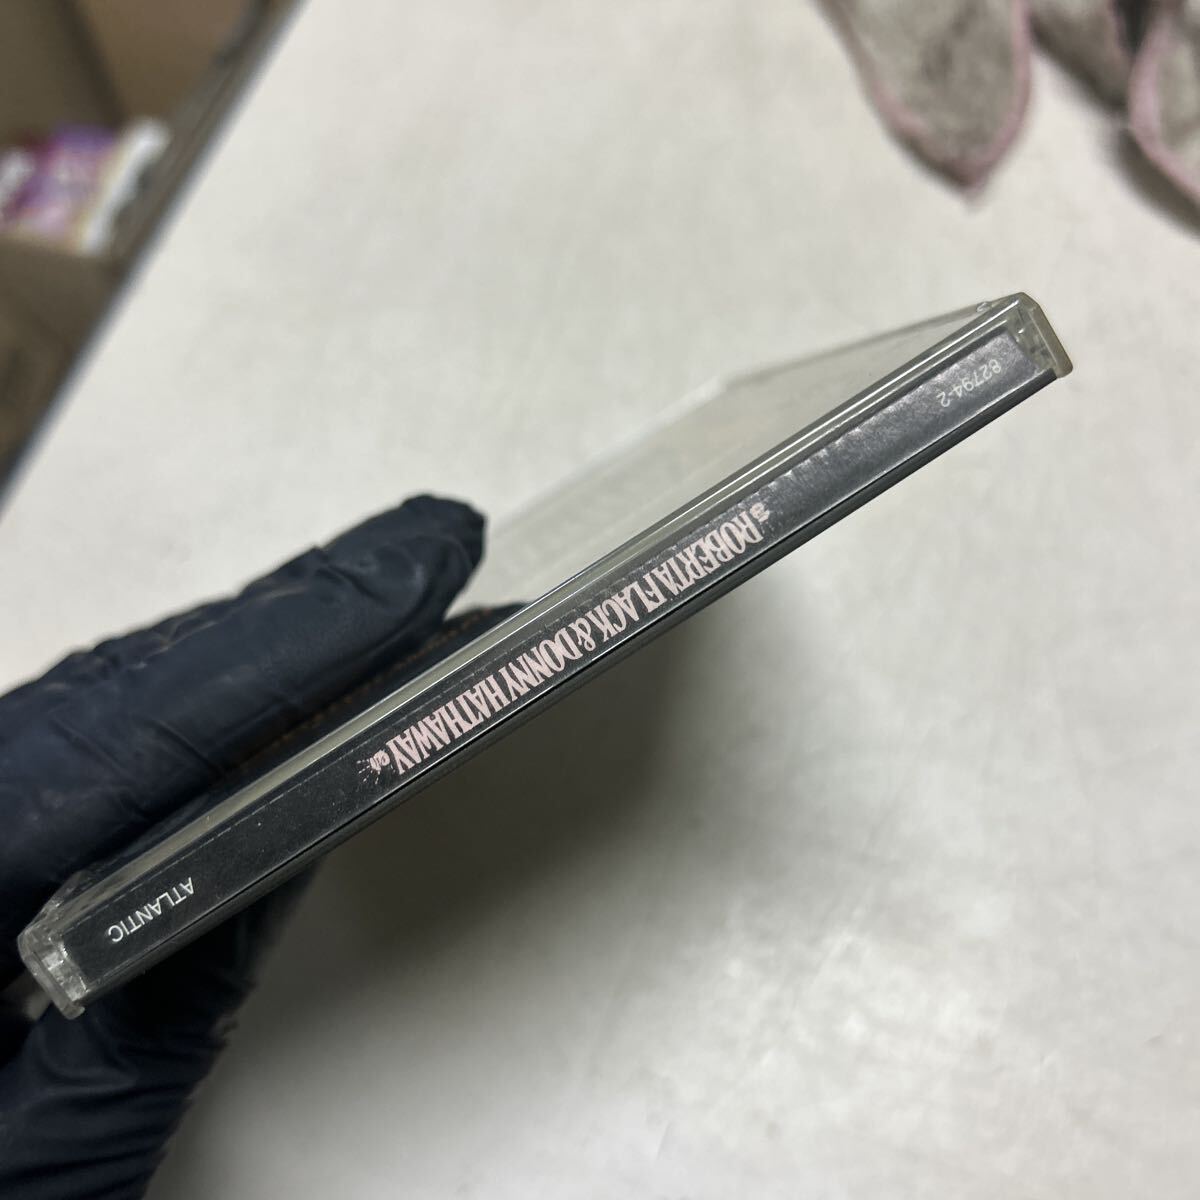 82794-2
ROBERTA FLACK & DONNY HATHAWAY
ATLANTIC